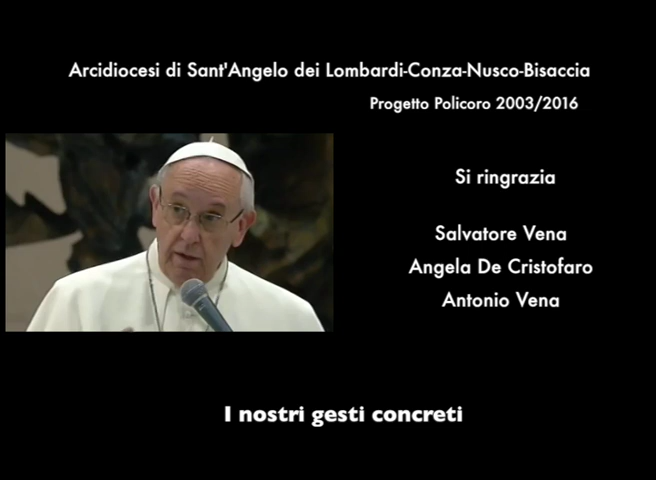 Arcidiocesi di Sant'Angelo dei Lombardi-Conza-Nusco-Bisaccia
Progetto Policoro 2003/2016
Si ringrazia
Salvatore Vena
Angela De Cristofaro
Antonio Vena
I nostri gesti concreti